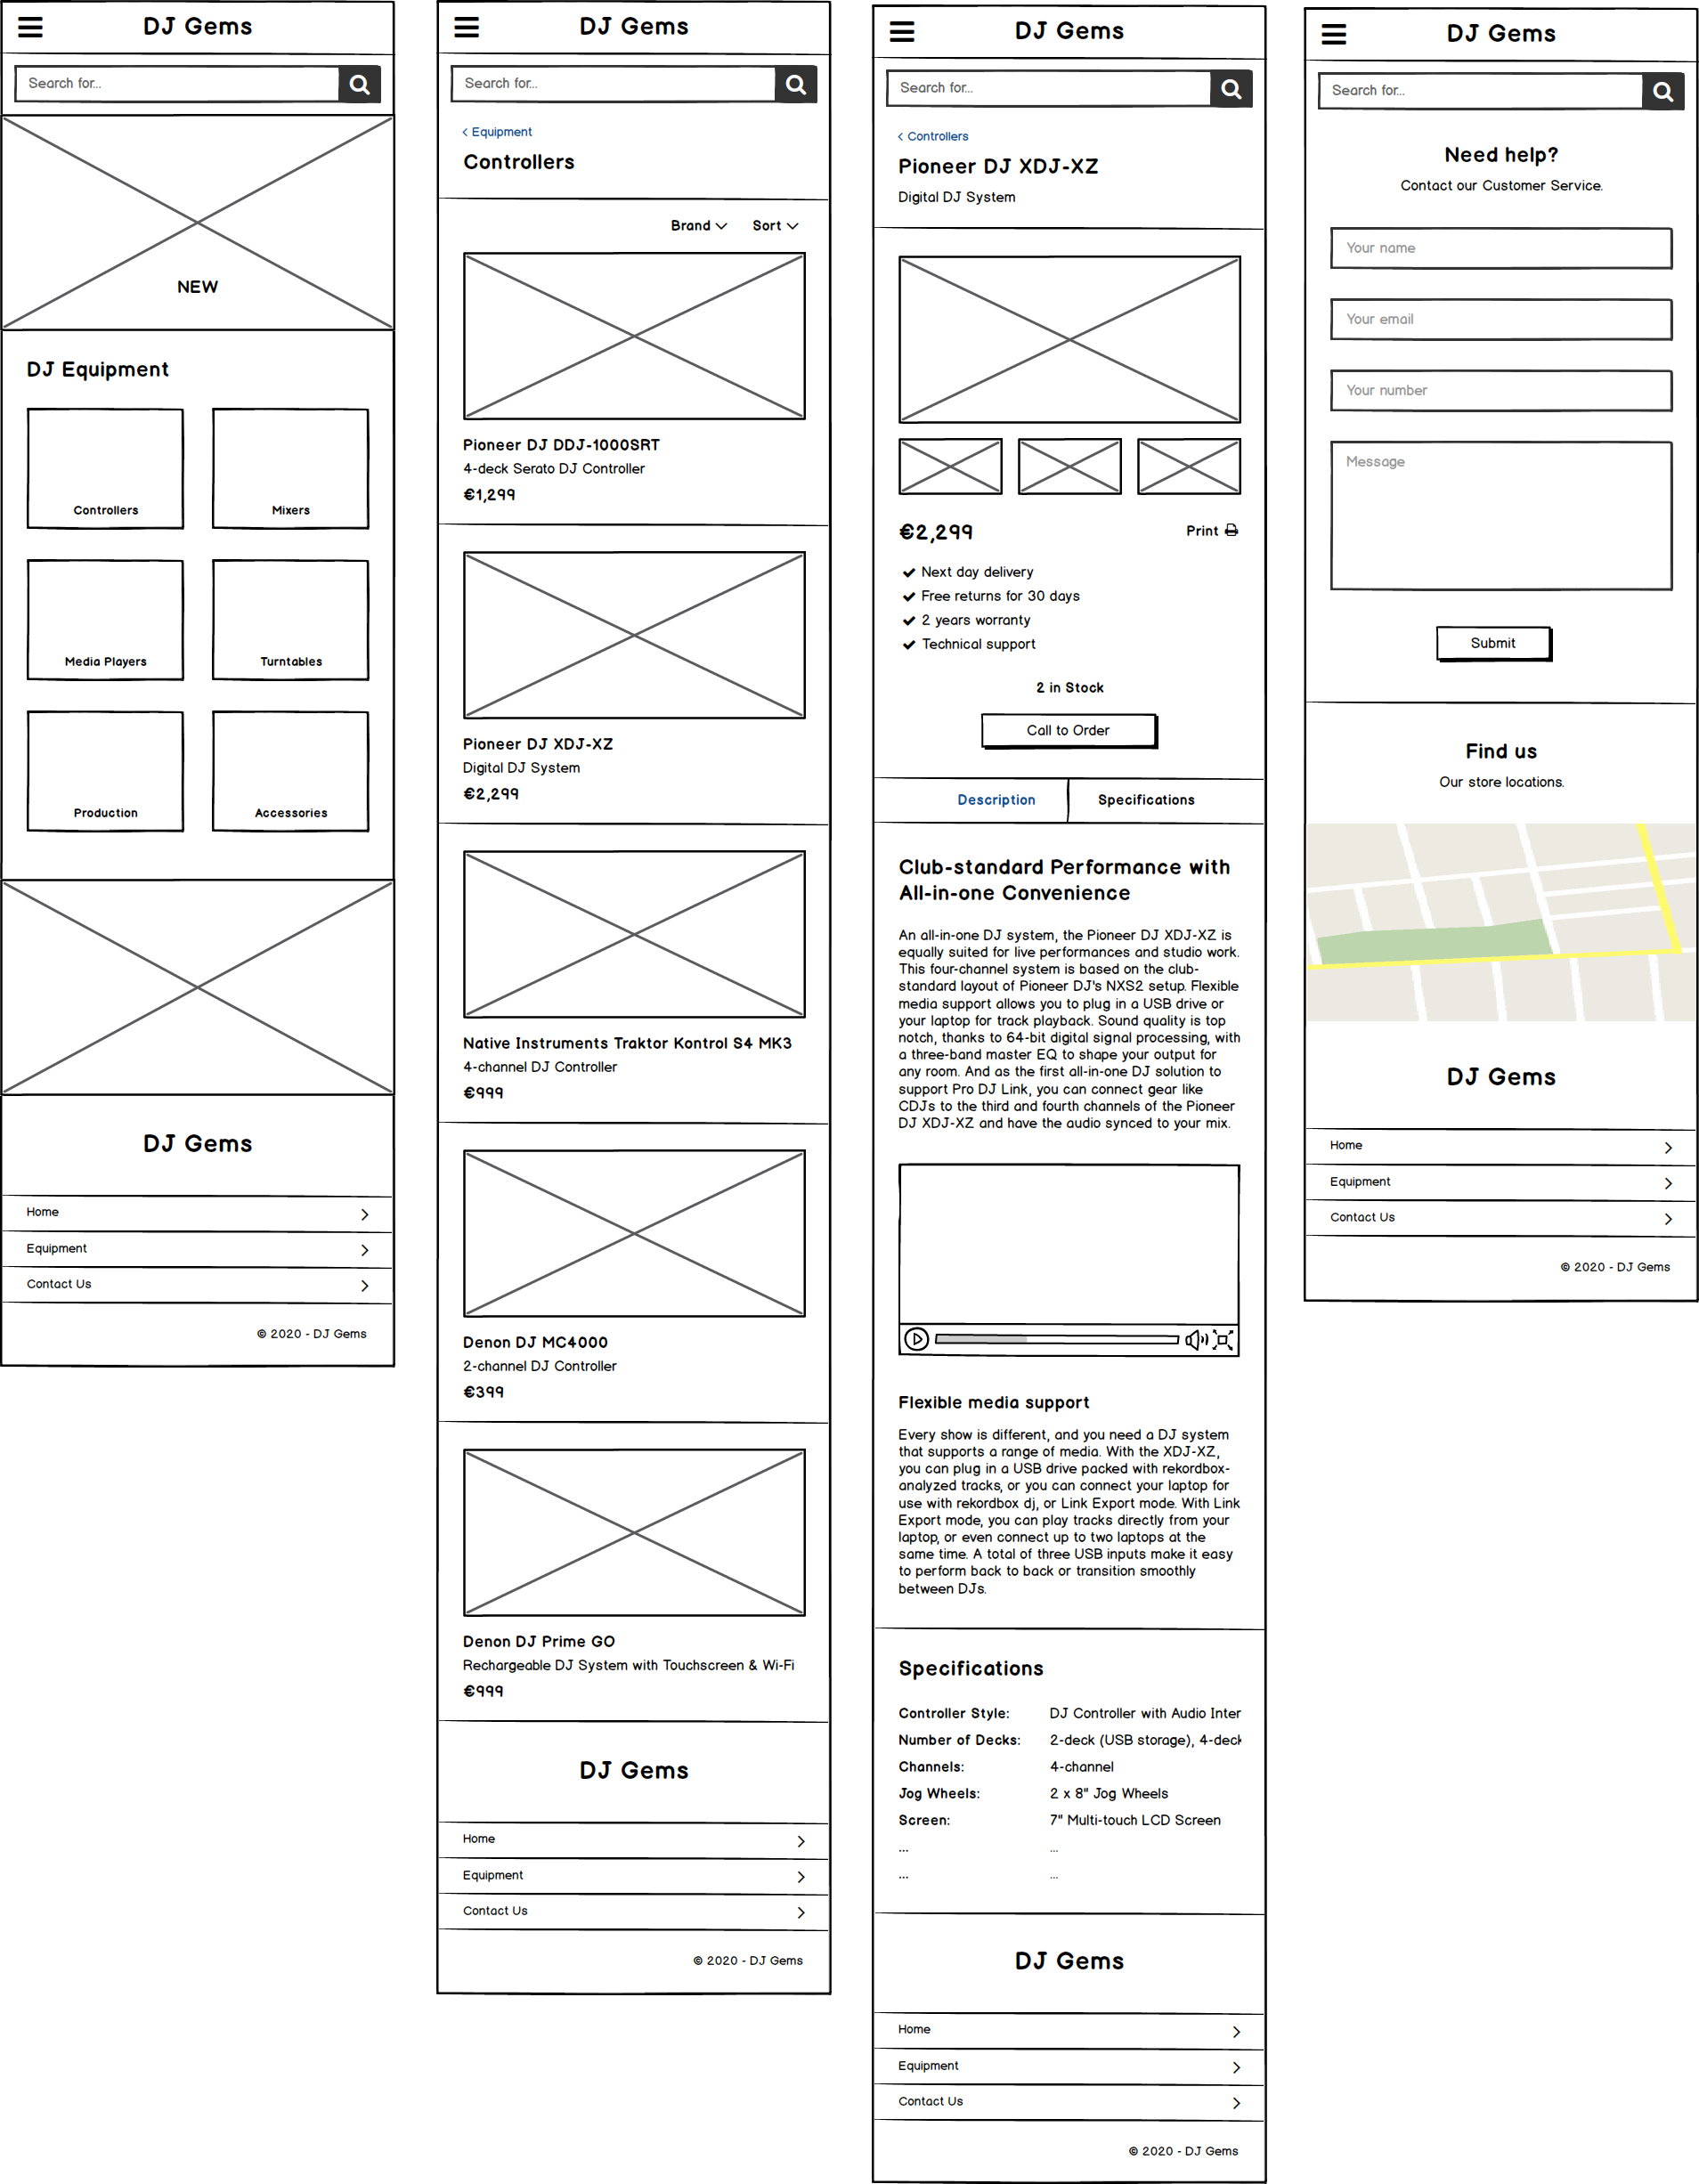 DJ Gems
Search for...
NEW
DJ Equipment
Controllers
Mixers
Media Players
Turntables
Production
Accessories
DJ Gems
Home
Equipment
Contact Us
© 2020 - DJ Gems
DJ Gems
Search for...
Equipment
Controllers
Brand
Sort
Pioneer DJ DDJ-1000SRT
4-deck Serato DJ Controller
€1,299
Pioneer DJ XDJ-XZ
Digital DJ System
€2,299
Native Instruments Traktor Kontrol S4 MK3
4-channel DJ Controller
€999
Denon DJ MC4000
2-channel DJ Controller
€399
Denon DJ Prime GO
Rechargeable DJ System with Touchscreen & Wi-Fi
€999
DJ Gems
Home
Equipment
Contact Us
© 2020 - DJ Gems
DJ Gems
Search for...
Controllers
Pioneer DJ XDJ-XZ
Digital DJ System
€2,299
Print
Next day delivery
Free returns for 30 days
2 years worranty
Technical support
2 in Stock
Call to Order
Description
Specifications
Club-standard Performance with
All-in-one Convenience
An all-in-one DJ system, the Pioneer DJ XDJ-XZ is
equally suited for live performances and studio work.
This four-channel system is based on the club-
standard layout of Pioneer DJ's NXS2 setup. Flexible
media support allows you to plug in a USB drive or
your laptop for track playback. Sound quality is top
notch, thanks to 64-bit digital signal processing, with
a three-band master EQ to shape your output for
any room. And as the first all-in-one DJ solution to
support Pro DJ Link, you can connect gear like
CDJs to the third and fourth channels of the Pioneer
DJ XDJ-XZ and have the audio synced to your mix.
Flexible media support
Every show is different, and you need a DJ system
that supports a range of media. With the XDJ-XZ,
you can plug in a USB drive packed with rekordbox-
analyzed tracks, or you can connect your laptop for
use with rekordbox dj, or Link Export mode. With Link
Export mode, you can play tracks directly from your
laptop, or even connect up to two laptops at the
same time. A total of three USB inputs make it easy
to perform back to back or transition smoothly
between DJs.
Specifications
Controller Style: DJ Controller with Audio Inter
Number of Decks: 2-deck (USB storage), 4-deck
Channels: 4-channel
Jog Wheels: 2 x 8" Jog Wheels
Screen: 7" Multi-touch LCD Screen
... ...
... ...
DJ Gems
Home
Equipment
Contact Us
© 2020 - DJ Gems
DJ Gems
Search for...
Need help?
Contact our Customer Service.
Your name
Your email
Your number
Message
Submit
Find us
Our store locations.
DJ Gems
Home
Equipment
Contact Us
© 2020 - DJ Gems